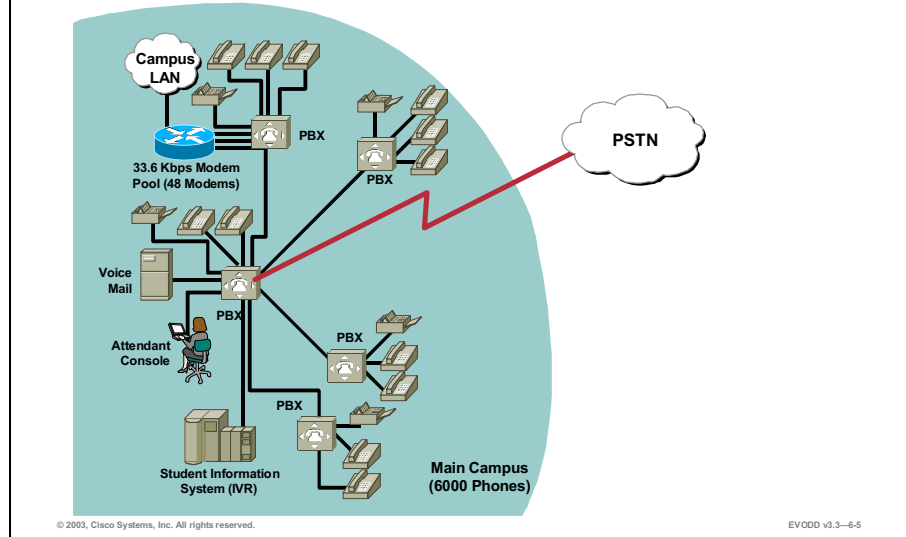 Campus
LAN
PBX
33.6 Kbps Modem
Pool (48 Modems)
PBX
PSTN
Voice
Mail
PBX
Attendant
Console
PBX
PBX
Student Information
System (IVR)
Main Campus
(6000 Phones)
© 2003, Cisco Systems, Inc. All rights reserved.
EVODD v3.3—6-5